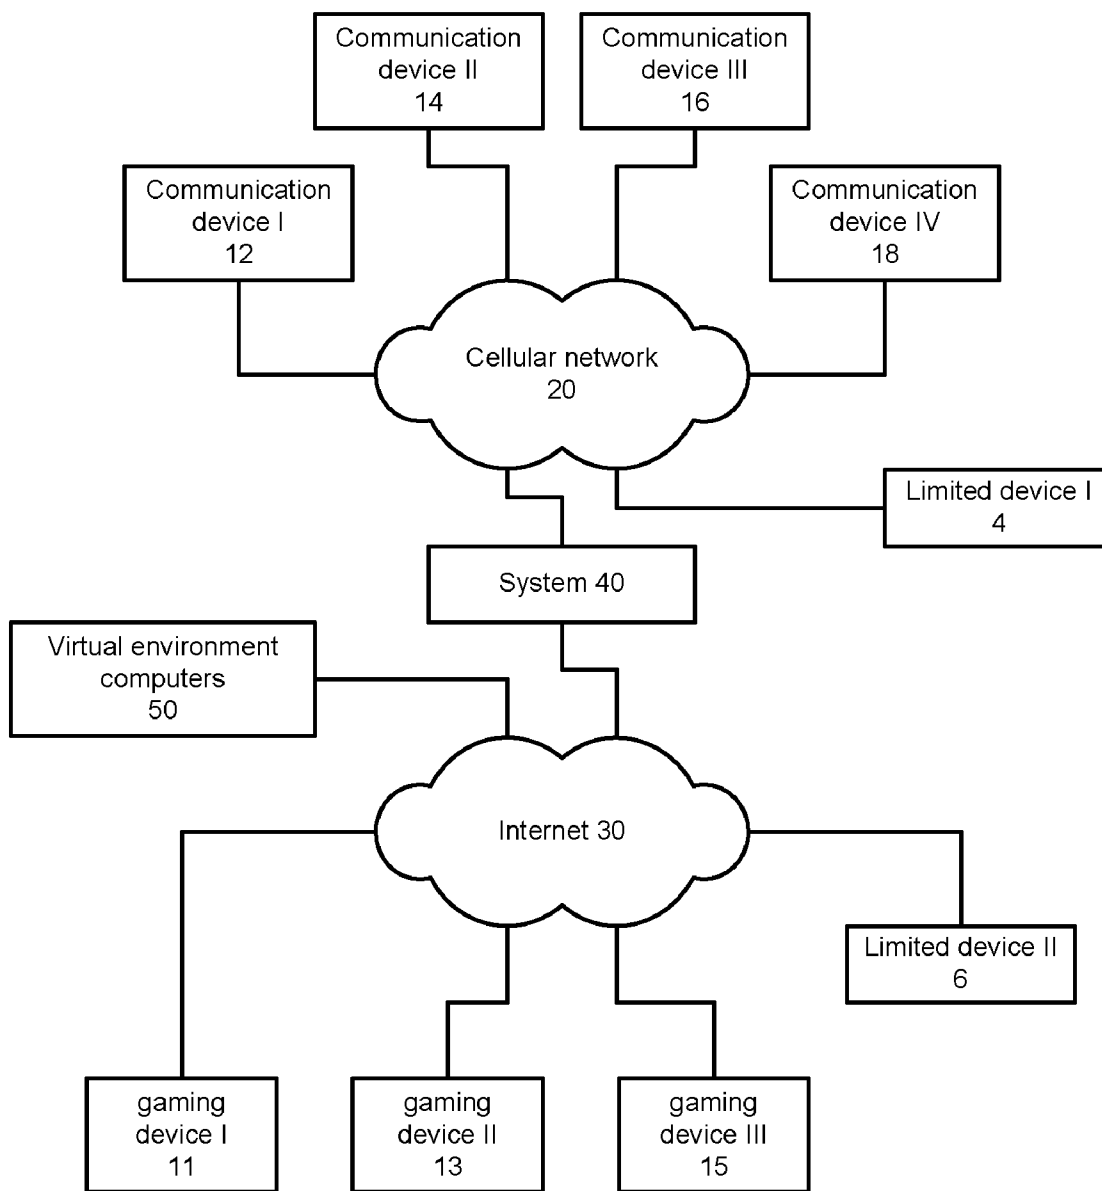 Communication
device II
14
Communication
device III
16
Communication
device I
12
Communication
device IV
18
Cellular network
20
Limited device I
4
System 40
Virtual environment
computers
50
Internet 30
Limited device II
6
gaming
device I
11
gaming
device II
13
gaming
device III
15